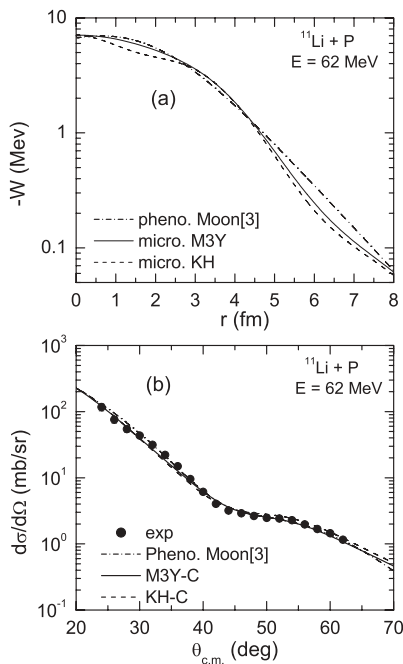 10
¹¹Li + P
E = 62 MeV
(a)
1
-W (Mev)
0.1
pheno. Moon[3]
micro. M3Y
micro. KH
0 1 2 3 4 5 6 7 8
r (fm)
10³
¹¹Li + P
E = 62 MeV
(b)
10²
dσ/dΩ (mb/sr)
10¹
10⁰
exp
Pheno. Moon[3]
M3Y-C
KH-C
10⁻¹
20 30 40 50 60 70
θc.m. (deg)